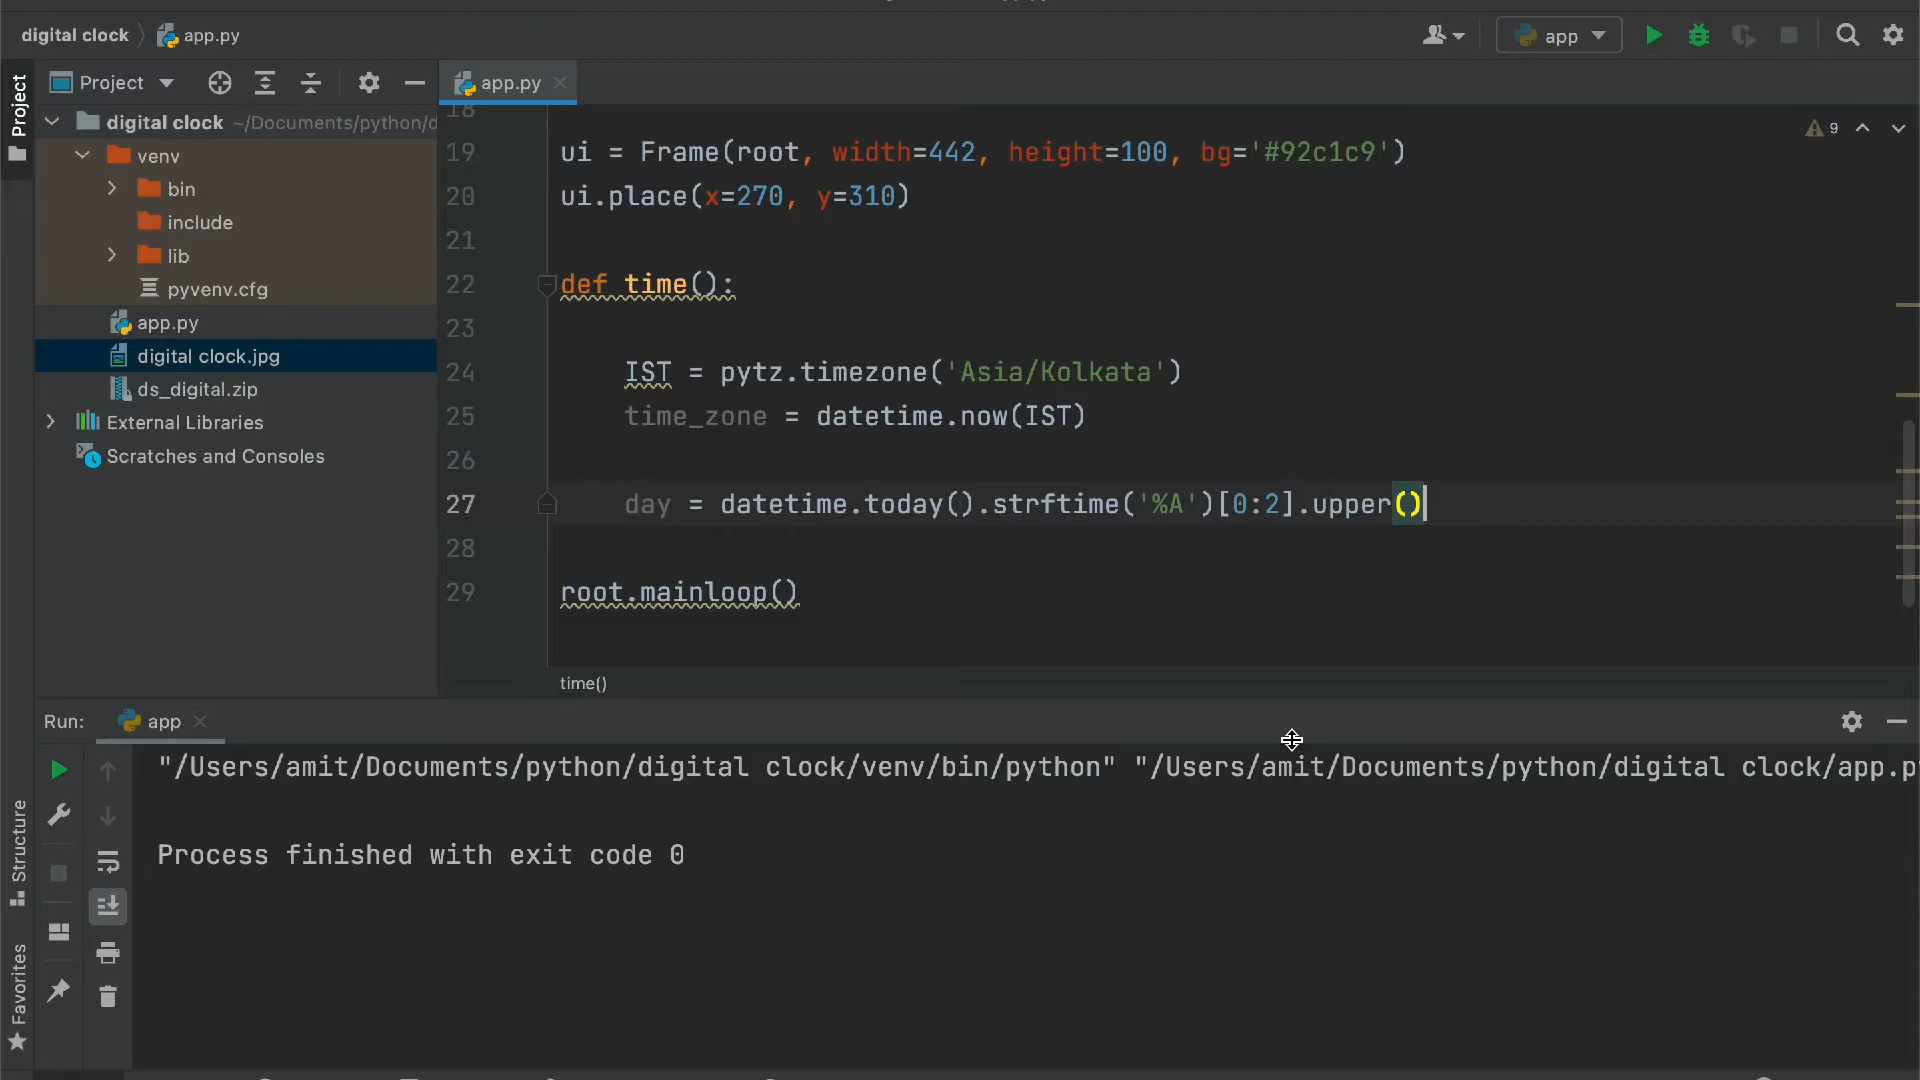 digital clock
app.py
app
Project
Project
app.py
9
digital clock ~/Documents/python/d
venv
bin
include
lib
pyvenv.cfg
app.py
digital clock.jpg
ds_digital.zip
External Libraries
Scratches and Consoles
18
19 ui = Frame(root, width=442, height=100, bg='#92c1c9')
20 ui.place(x=270, y=310)
21
22 def time():
23
24 IST = pytz.timezone('Asia/Kolkata')
25 time_zone = datetime.now(IST)
26
27 day = datetime.today().strftime('%A')[0:2].upper()
28
29 root.mainloop()
time()
Run: app
"/Users/amit/Documents/python/digital clock/venv/bin/python" "/Users/amit/Documents/python/digital clock/app.p
Process finished with exit code 0
Structure
Favorites